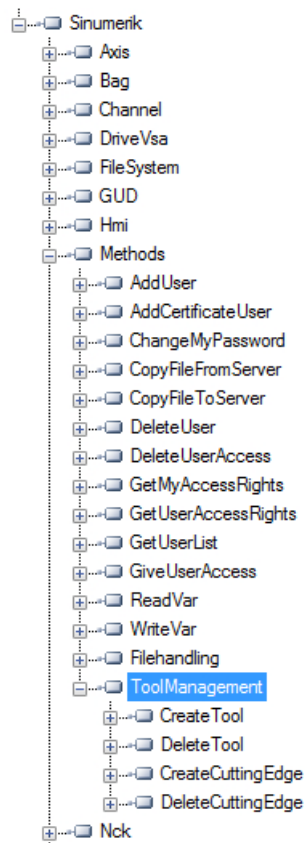 Sinumerik
Axis
Bag
Channel
DriveVsa
FileSystem
GUD
Hmi
Methods
AddUser
AddCertificateUser
ChangeMyPassword
CopyFileFromServer
CopyFileToServer
DeleteUser
DeleteUserAccess
GetMyAccessRights
GetUserAccessRights
GetUserList
GiveUserAccess
ReadVar
WriteVar
Filehandling
ToolManagement
CreateTool
DeleteTool
CreateCuttingEdge
DeleteCuttingEdge
Nck